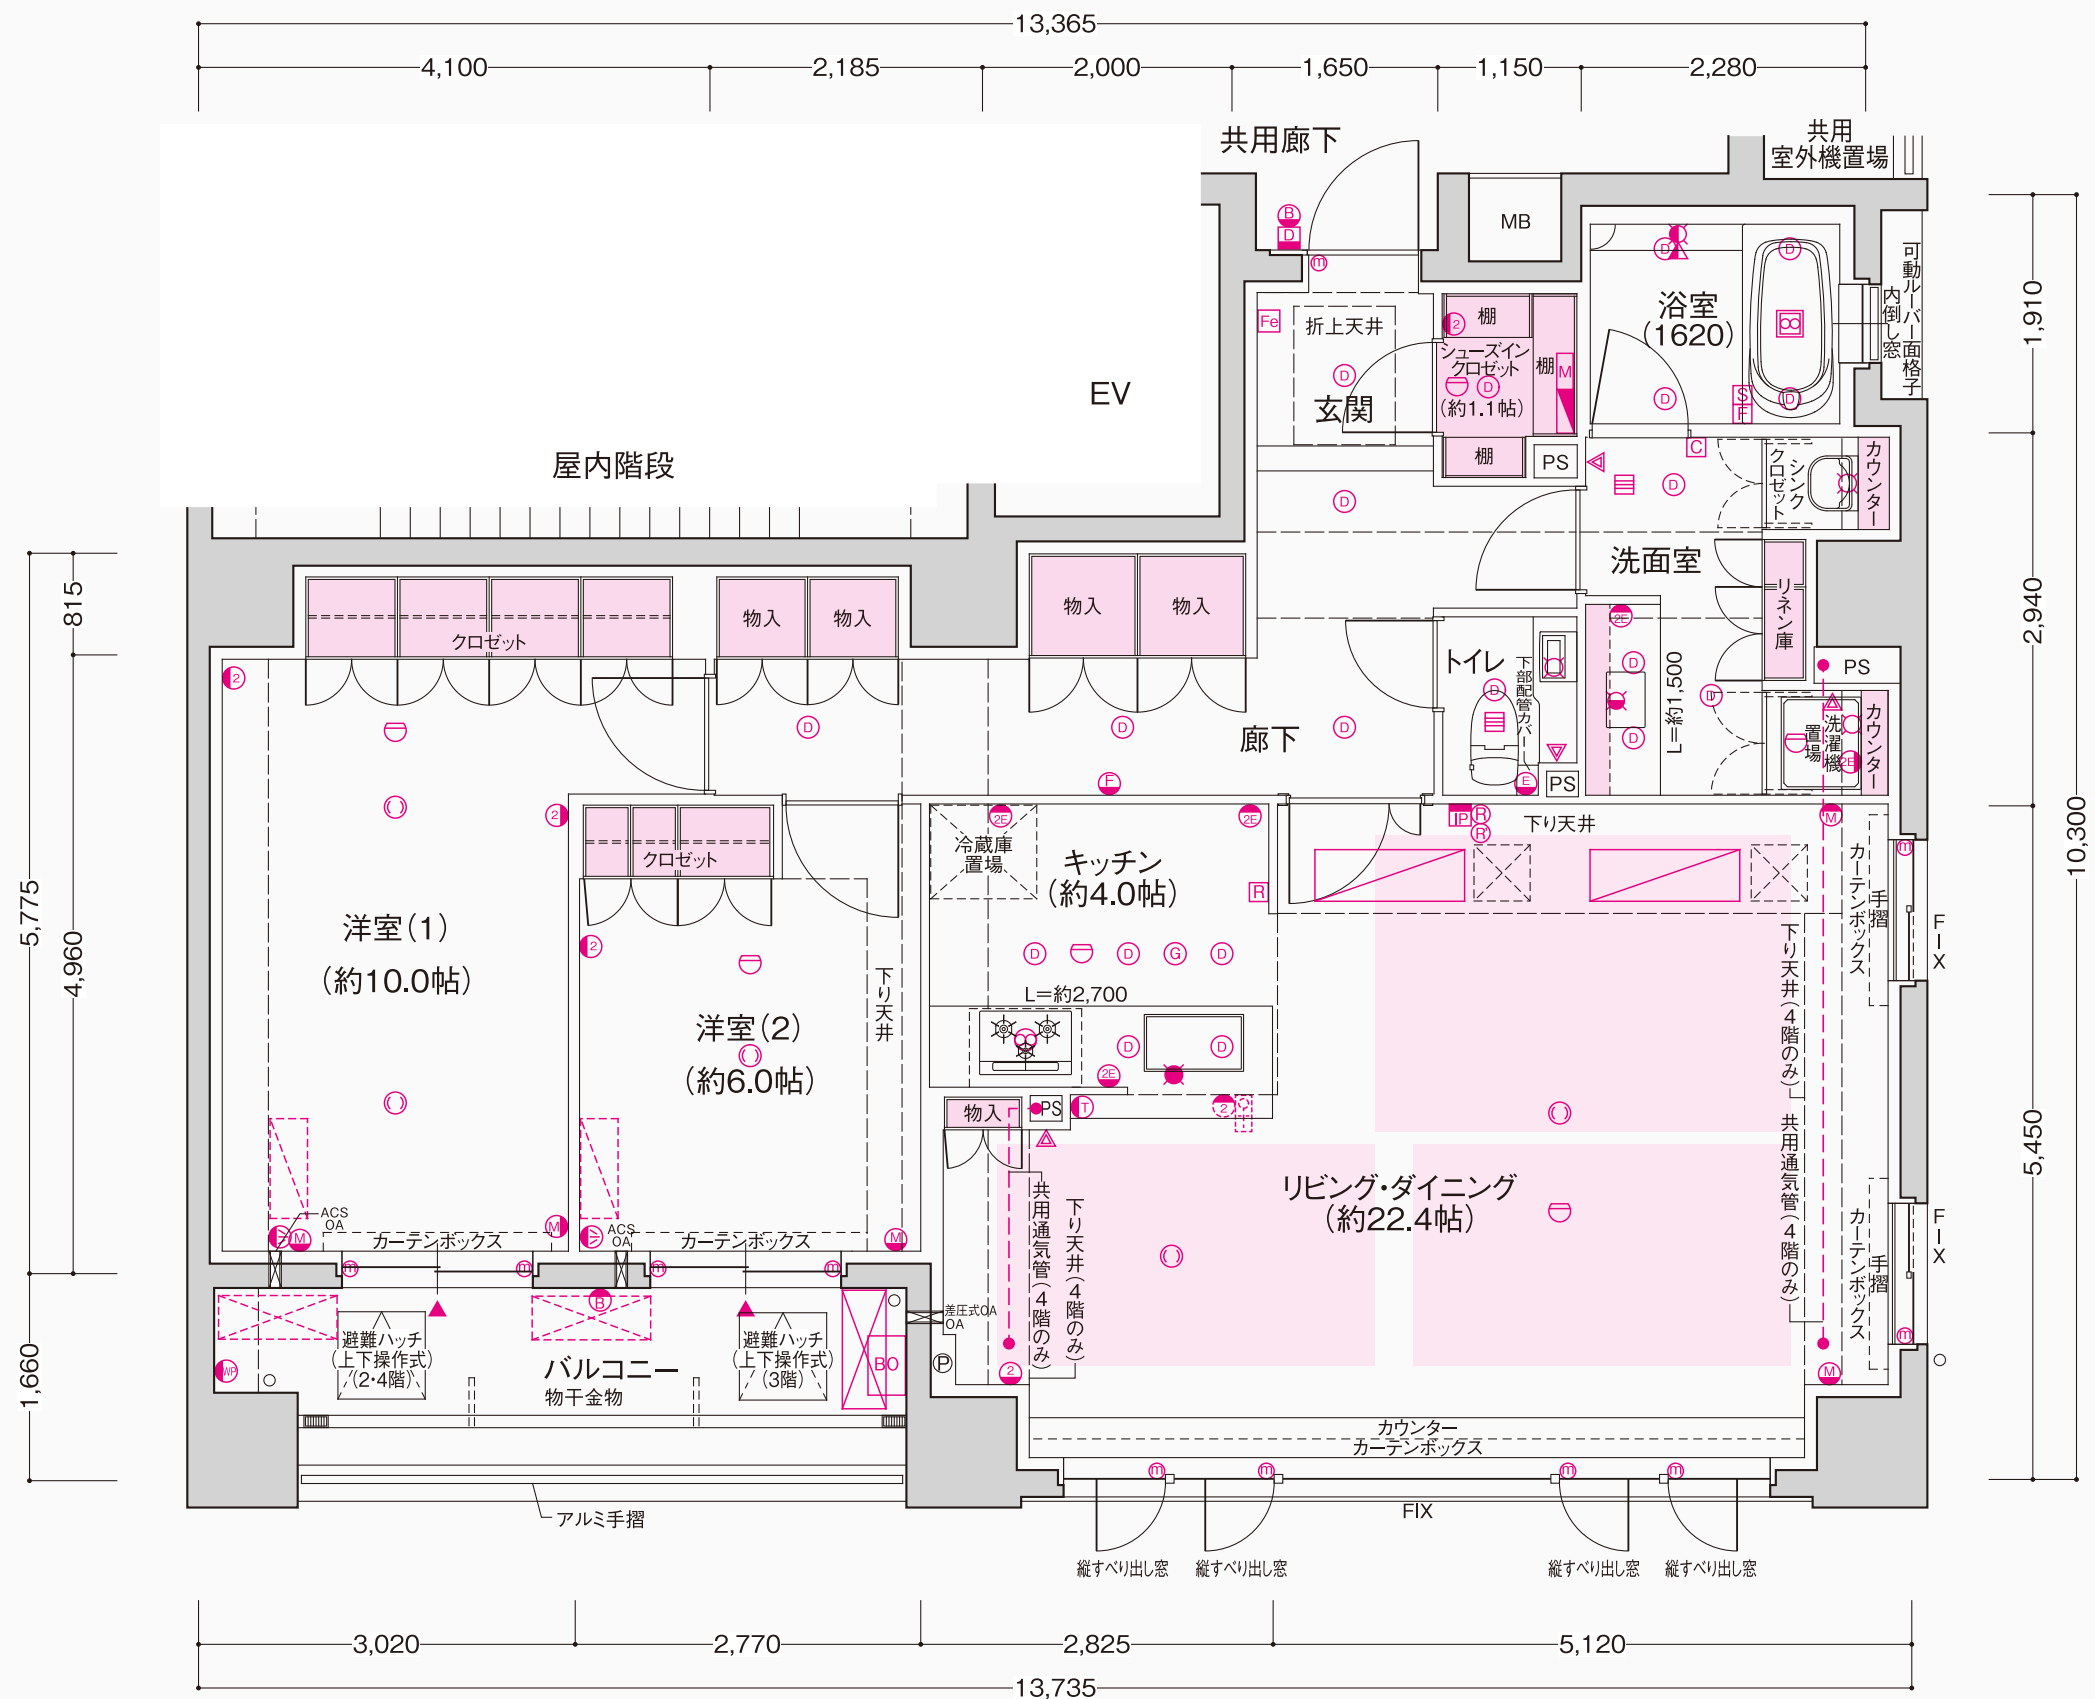 13,365
4,100
2,185
2,000
1,650
1,150
2,280
共用廊下
共用
室外機置場
MB
EV
屋内階段
B
D
m
Fe
折上天井
D
玄関
2
棚
シューズイン
クロゼット
D
(約1.1帖)
棚
M
棚
PS
D
D
浴室
(1620)
D
S
F
D
可動ルーバー面格子
内倒し窓
C
D
シンク
クロゼット
カウンター
D
洗面室
リネン庫
2E
D
D
D
L=約1,500
PS
洗濯機
置場
2E
カウンター
トイレ
D
下部配管カバー
E
PS
クロゼット
物入
物入
物入
物入
2
D
D
廊下
D
F
2
クロゼット
2E
冷蔵庫
置場
2E
キッチン
(約4.0帖)
R
IP
R
R'
下り天井
M
カーテンボックス
手摺
m
FIX
洋室(1)
(約10.0帖)
2
洋室(2)
(約6.0帖)
下り天井
D
D
G
D
L=約2,700
D
D
2E
物入
PS
T
2
下り天井(4階のみ)
共用通気管(4階のみ)
リビング・ダイニング
(約22.4帖)
共用通気管(4階のみ)
下り天井(4階のみ)
カーテンボックス
手摺
m
FIX
ACS
OA
M
カーテンボックス
M
ACS
OA
カーテンボックス
M
m
m
m
m
B
避難ハッチ
(上下操作式)
(2・4階)
避難ハッチ
(上下操作式)
(3階)
バルコニー
物干金物
WP
BO
差圧式OA
OA
P
2
M
カウンター
カーテンボックス
m
m
m
m
アルミ手摺
FIX
縦すべり出し窓
縦すべり出し窓
縦すべり出し窓
縦すべり出し窓
815
5,775
4,960
1,660
1,910
2,940
10,300
5,450
3,020
2,770
2,825
5,120
13,735